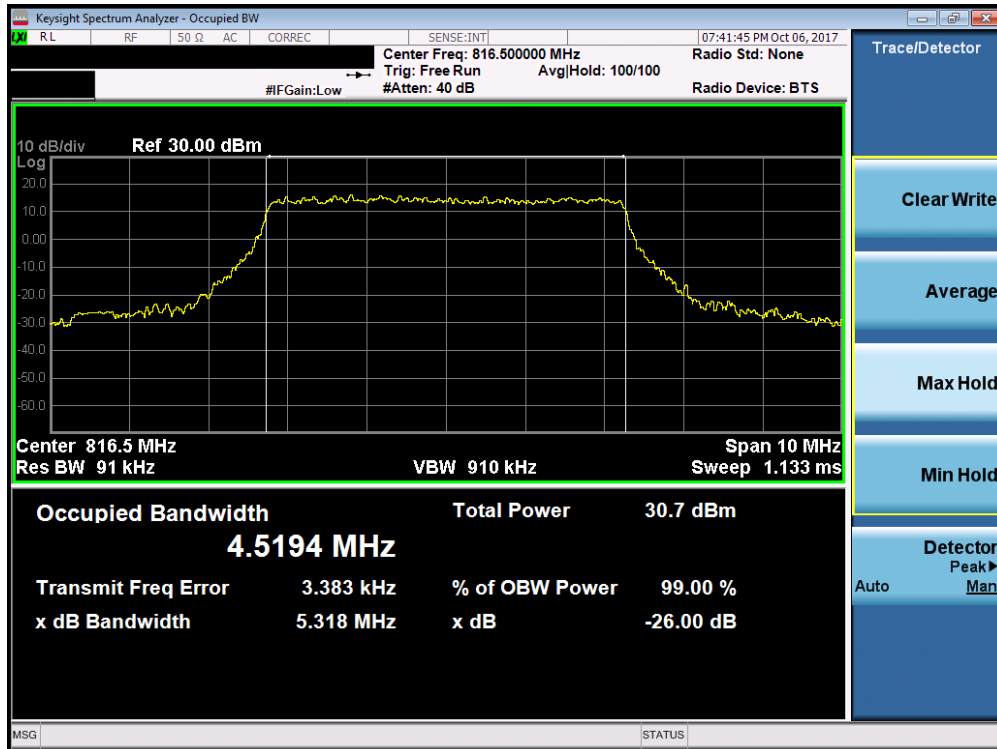 Keysight Spectrum Analyzer - Occupied BW
LXI RL RF 50 Ω AC CORREC SENSE:INT 07:41:45 PM Oct 06, 2017
Center Freq: 816.500000 MHz Radio Std: None
Trig: Free Run Avg|Hold: 100/100
#IFGain:Low #Atten: 40 dB Radio Device: BTS
10 dB/div Ref 30.00 dBm
Log
20.0
10.0
0.00
-10.0
-20.0
-30.0
-40.0
-50.0
-60.0
Center 816.5 MHz Span 10 MHz
Res BW 91 kHz VBW 910 kHz Sweep 1.133 ms
Occupied Bandwidth Total Power 30.7 dBm
4.5194 MHz
Transmit Freq Error 3.383 kHz % of OBW Power 99.00 %
x dB Bandwidth 5.318 MHz x dB -26.00 dB
MSG STATUS
Trace/Detector
Clear Write
Average
Max Hold
Min Hold
Detector
Peak▶
Auto Man